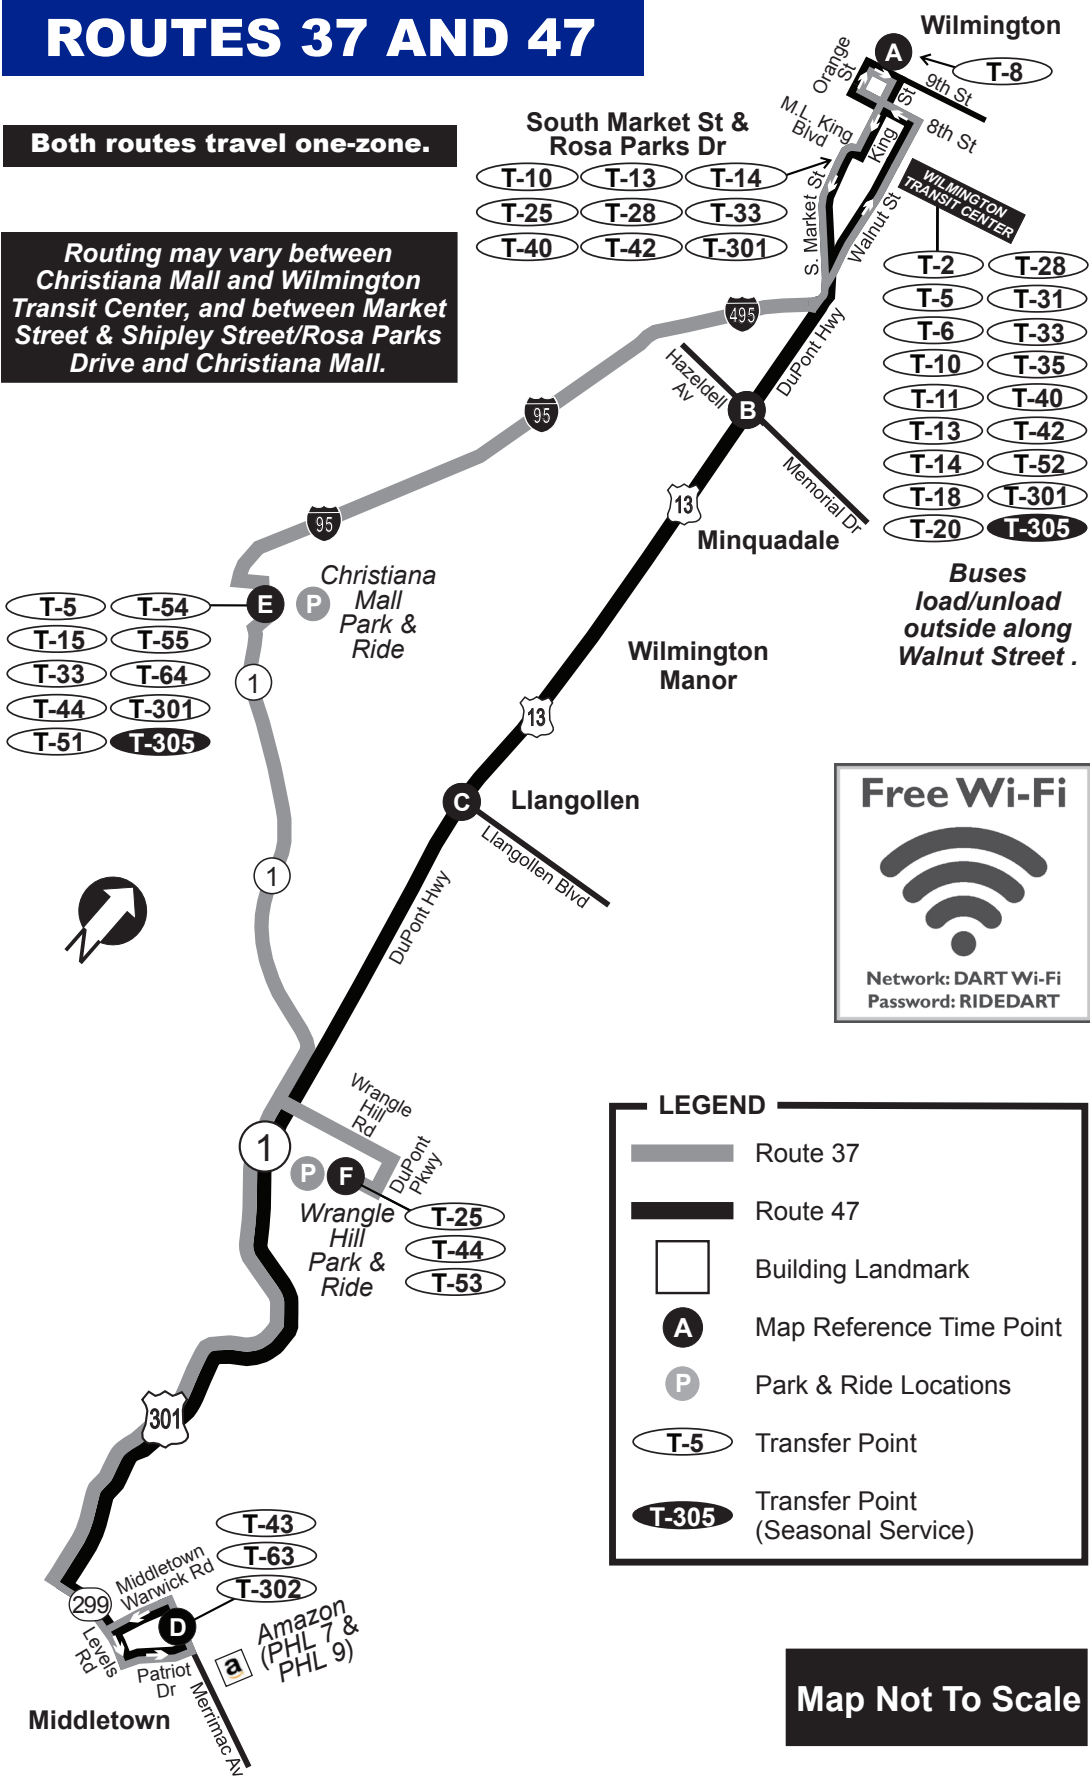 ROUTES 37 AND 47
Both routes travel one-zone.
Routing may vary between
Christiana Mall and Wilmington
Transit Center, and between Market
Street & Shipley Street/Rosa Parks
Drive and Christiana Mall.
Wilmington
A
T-8
Orange
St
9th St
St
King
8th St
M.L. King
Blvd
South Market St &
Rosa Parks Dr
T-10 T-13 T-14
T-25 T-28 T-33
T-40 T-42 T-301
S. Market St
Walnut St
WILMINGTON
TRANSIT CENTER
T-2 T-28
T-5 T-31
T-6 T-33
T-10 T-35
T-11 T-40
T-13 T-42
T-14 T-52
T-18 T-301
T-20 T-305
Buses
load/unload
outside along
Walnut Street .
495
DuPont Hwy
Hazeldell
Av
B
Memorial Dr
95
13
Minquadale
95
Christiana
Mall
Park &
Ride
E
P
T-5 T-54
T-15 T-55
T-33 T-64
T-44 T-301
T-51 T-305
1
Wilmington
Manor
13
C
Llangollen
Llangollen Blvd
1
DuPont Hwy
N
Free Wi-Fi
Network: DART Wi-Fi
Password: RIDEDART
Wrangle
Hill
Rd
DuPont
Pkwy
1
P
F
Wrangle
Hill
Park &
Ride
T-25
T-44
T-53
LEGEND
Route 37
Route 47
Building Landmark
A
Map Reference Time Point
P
Park & Ride Locations
T-5
Transfer Point
T-305
Transfer Point
(Seasonal Service)
301
T-43
T-63
T-302
Middletown
Warwick Rd
299
D
Levels
Rd
Patriot
Dr
a
Amazon
(PHL 7 &
PHL 9)
Merrimac Av
Middletown
Map Not To Scale